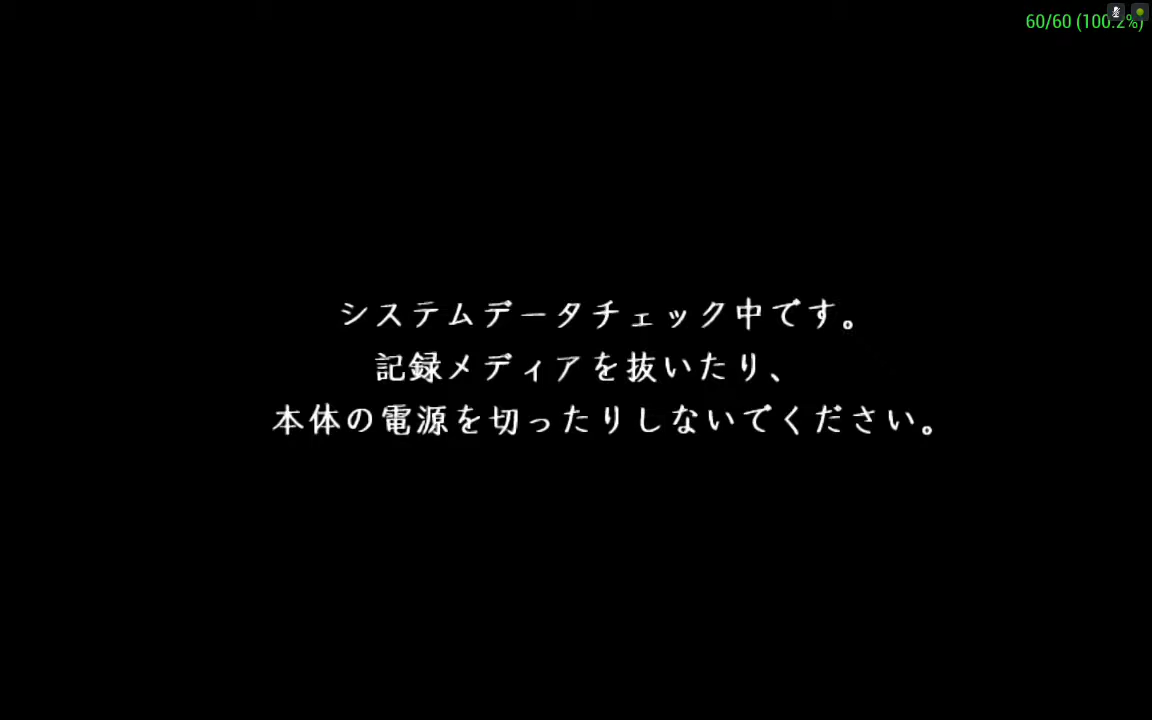 60/60 (100.2%)
システムデータチェック中です。
記録メディアを抜いたり、
本体の電源を切ったりしないでください。